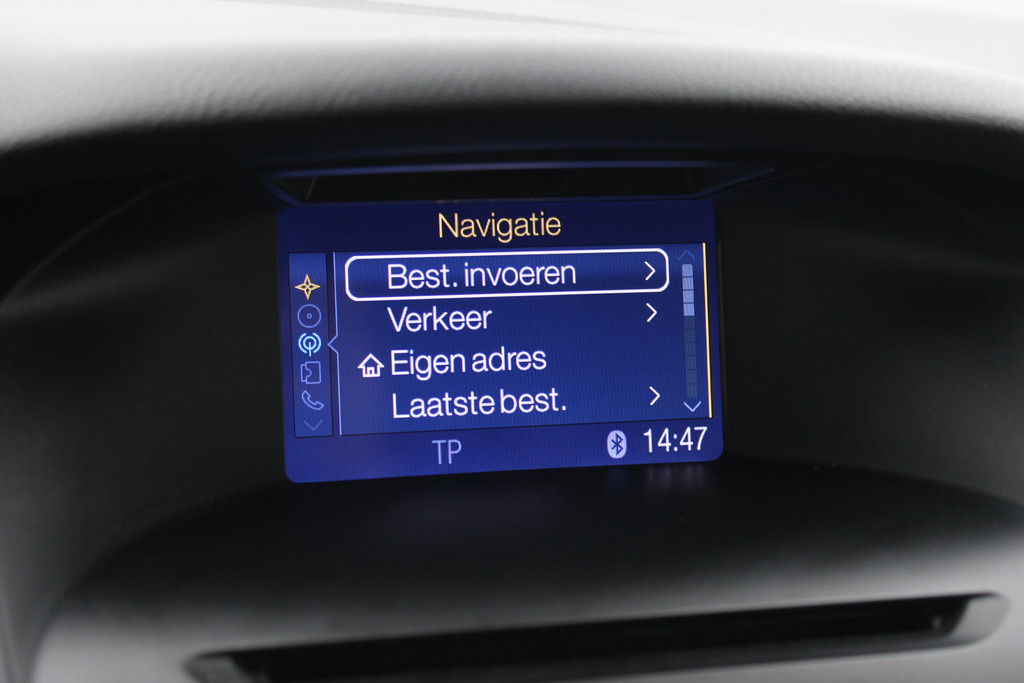 Navigatie
Best. invoeren
Verkeer
Eigen adres
Laatste best.
TP 14:47